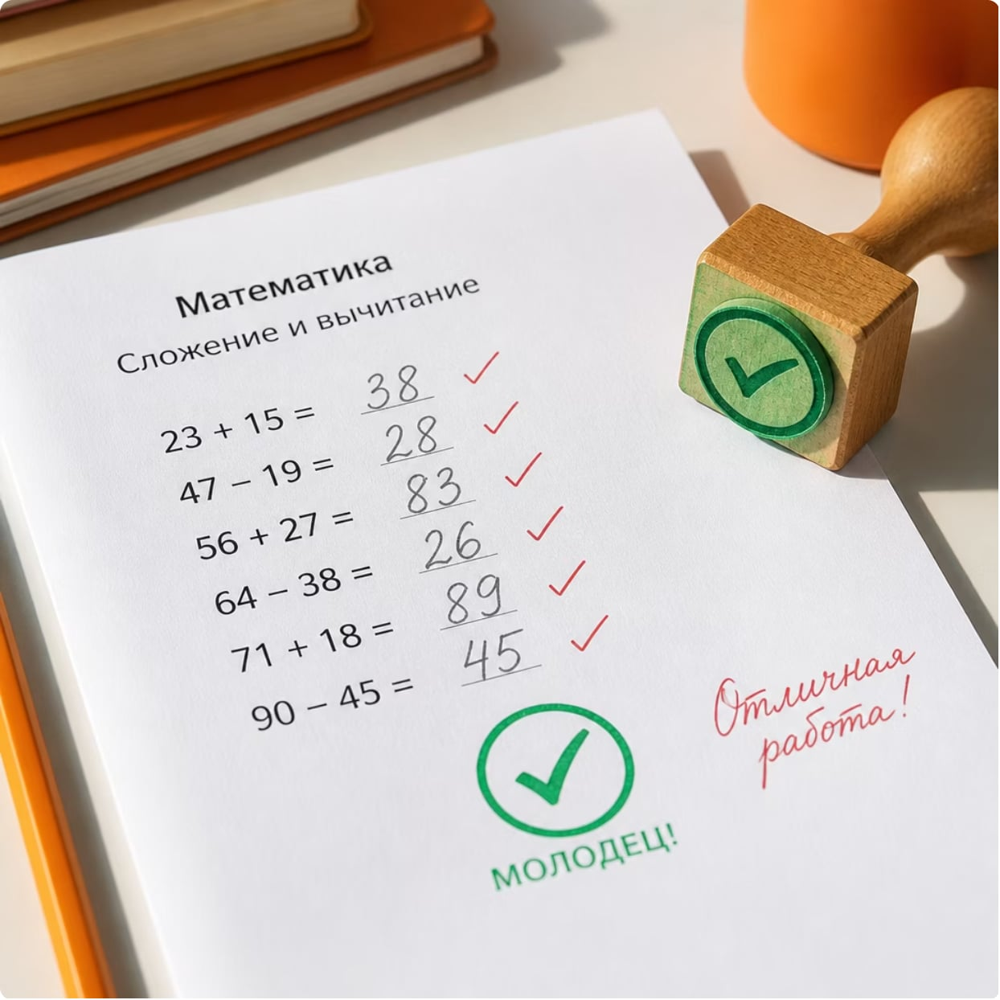 Математика
Сложение и вычитание
23 + 15 = 38
47 – 19 = 28
56 + 27 = 83
64 – 38 = 26
71 + 18 = 89
90 – 45 = 45
МОЛОДЕЦ!
Отличная
работа!